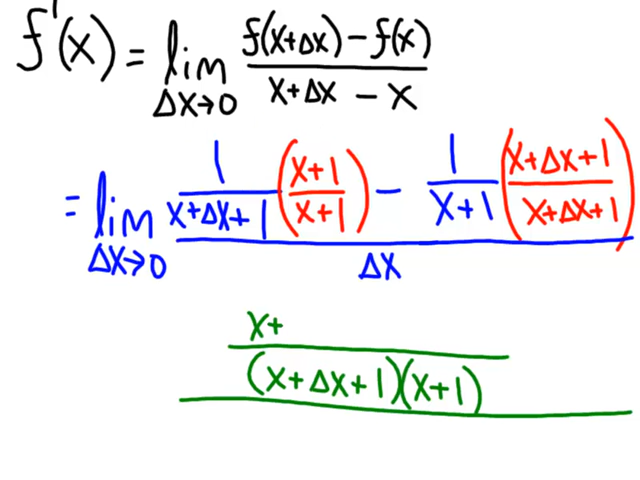 f'(x) = lim Δx→0 (f(x+Δx) − f(x)) / (x+Δx − x)
= lim Δx→0 (1/(x+Δx+1) ((x+1)/(x+1)) − 1/(x+1) ((x+Δx+1)/(x+Δx+1))) / Δx
x+
(x+Δx+1)(x+1)